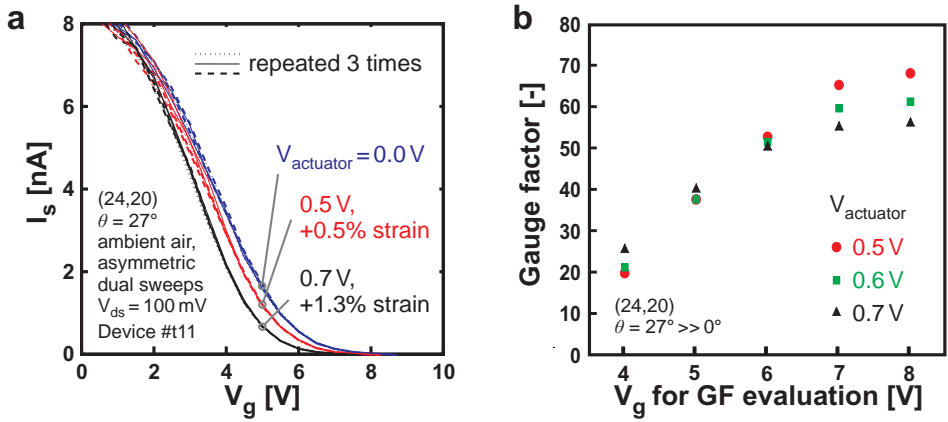 a
I_s [nA]
8
6
4
2
0
0
2
4
6
8
10
V_g [V]
repeated 3 times
V_actuator = 0.0 V
0.5 V,
+0.5% strain
0.7 V,
+1.3% strain
(24,20)
θ = 27°
ambient air,
asymmetric
dual sweeps
V_ds = 100 mV
Device #t11
b
Gauge factor [-]
80
70
60
50
40
30
20
10
0
4
5
6
7
8
V_g for GF evaluation [V]
V_actuator
0.5 V
0.6 V
0.7 V
(24,20)
θ = 27° >> 0°